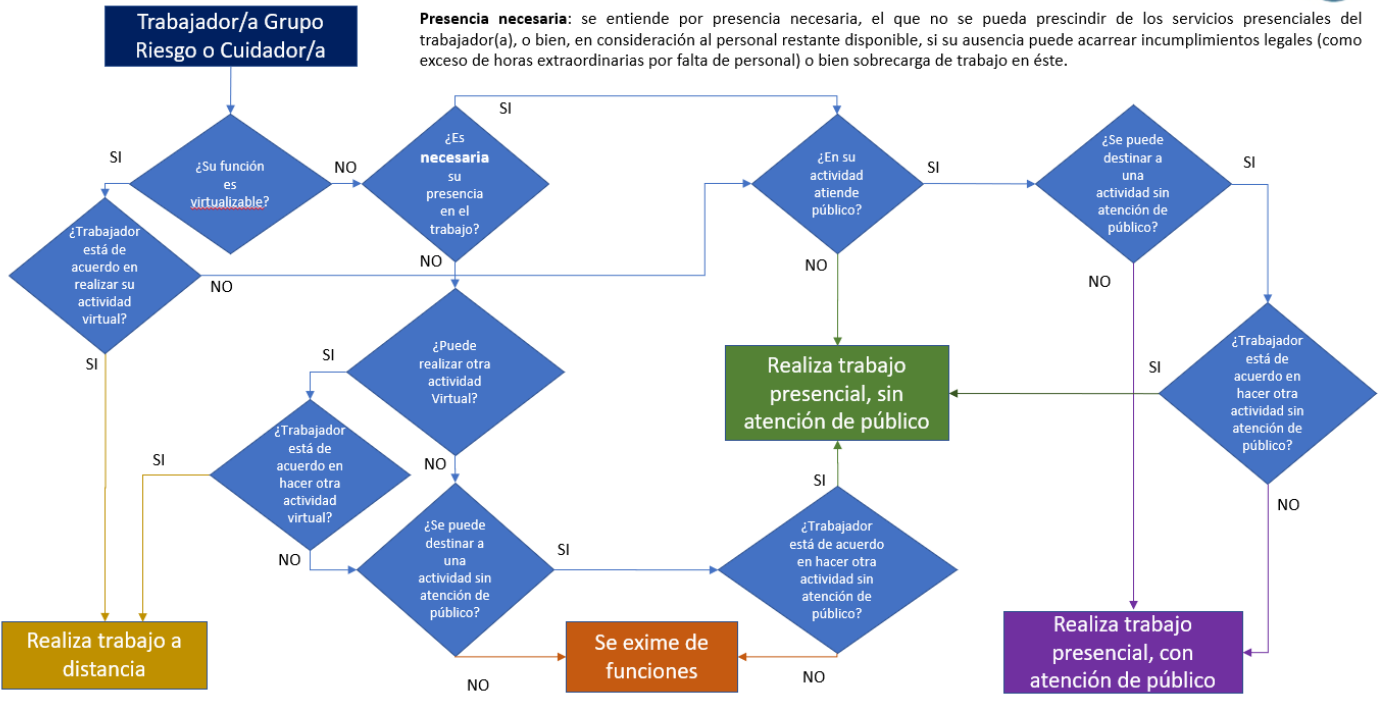 Trabajador/a Grupo
Riesgo o Cuidador/a
Presencia necesaria: se entiende por presencia necesaria, el que no se pueda prescindir de los servicios presenciales del
trabajador(a), o bien, en consideración al personal restante disponible, si su ausencia puede acarrear incumplimientos legales (como
exceso de horas extraordinarias por falta de personal) o bien sobrecarga de trabajo en éste.
SI
¿Su función
es
virtualizable?
NO
¿Es
necesaria
su
presencia
en el
trabajo?
SI
NO
¿En su
actividad
atiende
público?
SI
NO
¿Se puede
destinar a
una
actividad sin
atención de
público?
SI
NO
¿Trabajador
está de
acuerdo en
realizar su
actividad
virtual?
NO
SI
¿Puede
realizar otra
actividad
Virtual?
SI
NO
¿Trabajador
está de
acuerdo en
hacer otra
actividad
virtual?
SI
NO
¿Se puede
destinar a
una
actividad sin
atención de
público?
SI
NO
¿Trabajador
está de acuerdo
en hacer otra
actividad sin
atención de
público?
SI
NO
¿Trabajador
está de
acuerdo en
hacer otra
actividad sin
atención de
público?
SI
NO
Realiza trabajo
presencial, sin
atención de público
Realiza trabajo a
distancia
Se exime de
funciones
Realiza trabajo
presencial, con
atención de público